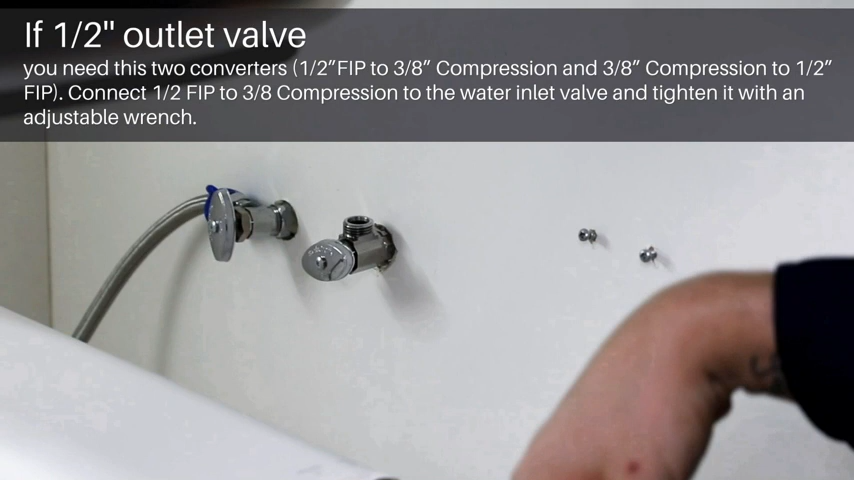 If 1/2" outlet valve
you need this two converters (1/2”FIP to 3/8” Compression and 3/8” Compression to 1/2”
FIP). Connect 1/2 FIP to 3/8 Compression to the water inlet valve and tighten it with an
adjustable wrench.